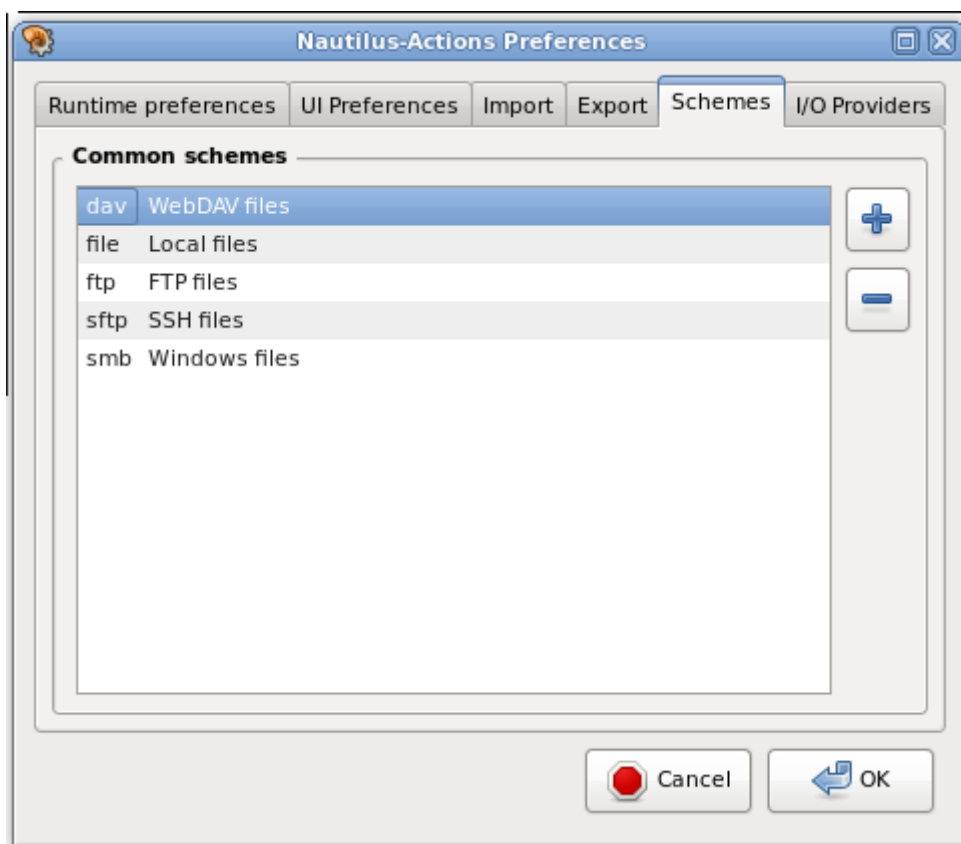 Nautilus-Actions Preferences
Runtime preferences UI Preferences Import Export Schemes I/O Providers
Common schemes
dav WebDAV files
file Local files
ftp FTP files
sftp SSH files
smb Windows files
Cancel OK